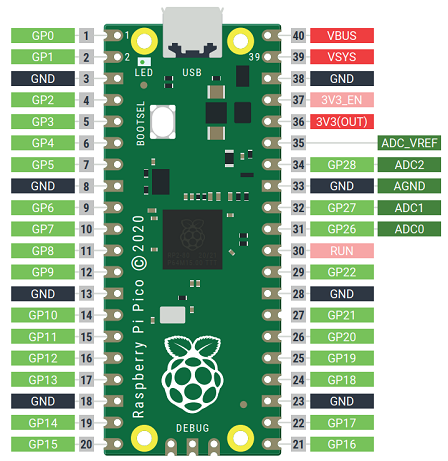 GP0 1 1 40 VBUS
GP1 2 2 39 39 VSYS
LED USB
GND 3 38 GND
GP2 4 37 3V3_EN
GP3 5 36 3V3(OUT)
BOOTSEL
GP4 6 35 ADC_VREF
GP5 7 34 GP28 ADC2
GND 8 33 GND AGND
GP6 9 32 GP27 ADC1
GP7 10 31 GP26 ADC0
GP8 11 30 RUN
GP9 12 29 GP22
GND 13 28 GND
GP10 14 27 GP21
GP11 15 26 GP20
GP12 16 25 GP19
GP13 17 24 GP18
GND 18 23 GND
GP14 19 22 GP17
GP15 20 21 GP16
Raspberry Pi Pico © 2020
DEBUG